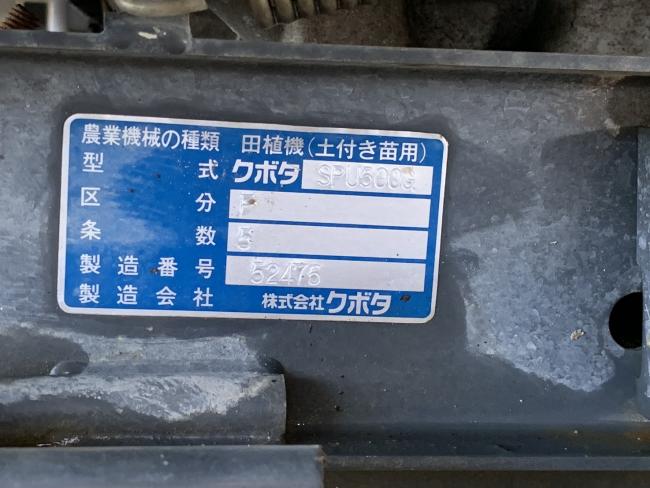 農業機械の種類 田植機(土付き苗用)
型式 クボタ SPU500G
区分 P
条数 5
製造番号 52476
製造会社 株式会社クボタ